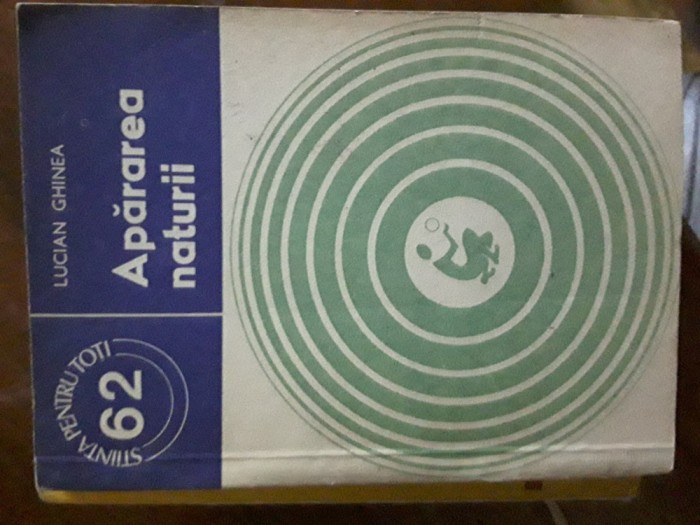 LUCIAN GHINEA
Apărarea
naturii
ȘTIINȚA PENTRU TOȚI
62